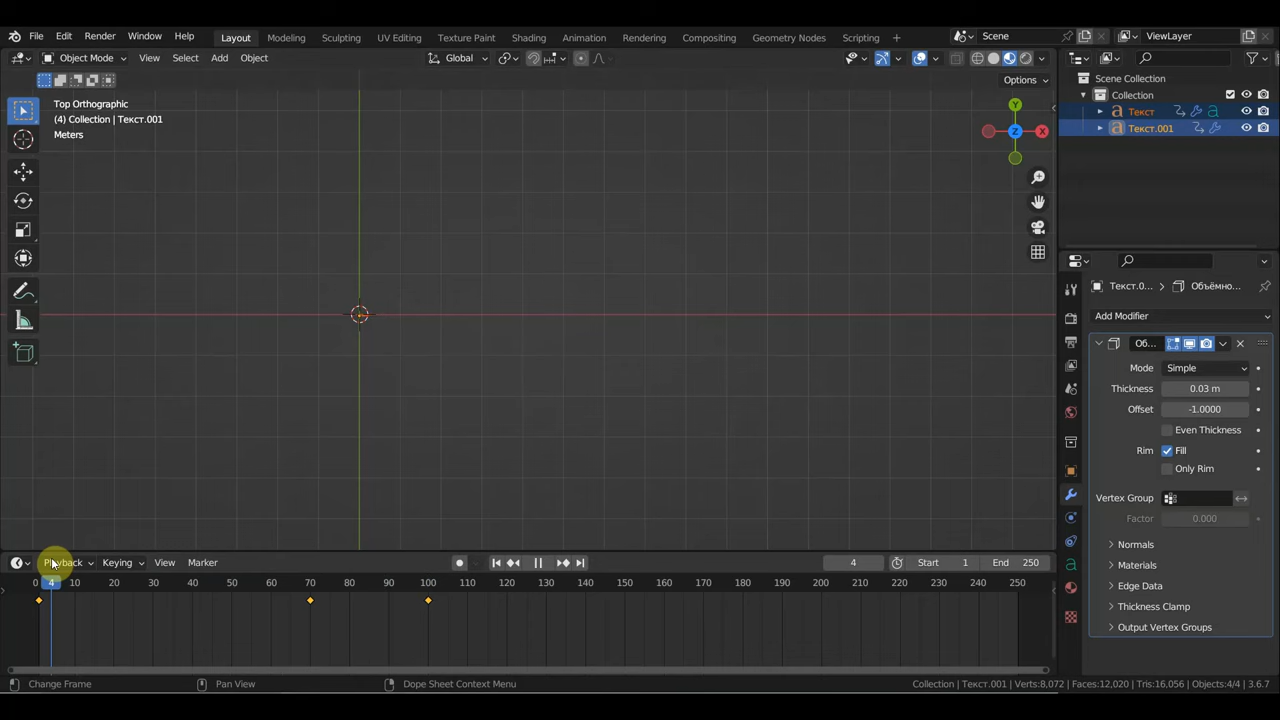 File Edit Render Window Help Layout Modeling Sculpting UV Editing Texture Paint Shading Animation Rendering Compositing Geometry Nodes Scripting + Scene ViewLayer
Object Mode View Select Add Object Global
Options
Top Orthographic
(4) Collection | Текст.001
Meters
Y
X
Z
Scene Collection
Collection
Текст
Текст.001
Текст.0... > Объёмно...
Add Modifier
Об...
Mode Simple
Thickness 0.03 m
Offset -1.0000
Even Thickness
Rim Fill
Only Rim
Vertex Group
Factor 0.000
Normals
Materials
Edge Data
Thickness Clamp
Output Vertex Groups
Playback Keying View Marker 4 Start 1 End 250
0 4 10 20 30 40 50 60 70 80 90 100 110 120 130 140 150 160 170 180 190 200 210 220 230 240 250
Change Frame Pan View Dope Sheet Context Menu Collection | Текст.001 | Verts:8,072 | Faces:12,020 | Tris:16,056 | Objects:4/4 | 3.6.7